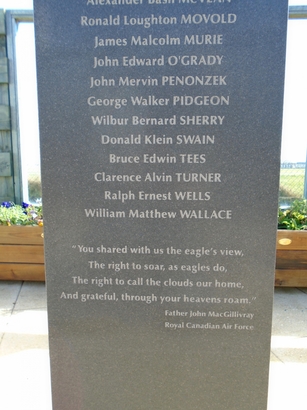 Alexander Bash McVENN
Ronald Loughton MOVOLD
James Malcolm MURIE
John Edward O'GRADY
John Mervin PENONZEK
George Walker PIDGEON
Wilbur Bernard SHERRY
Donald Klein SWAIN
Bruce Edwin TEES
Clarence Alvin TURNER
Ralph Ernest WELLS
William Matthew WALLACE
"You shared with us the eagle's view,
The right to soar, as eagles do,
The right to call the clouds our home,
And grateful, through your heavens roam."
Father John MacGillivray
Royal Canadian Air Force